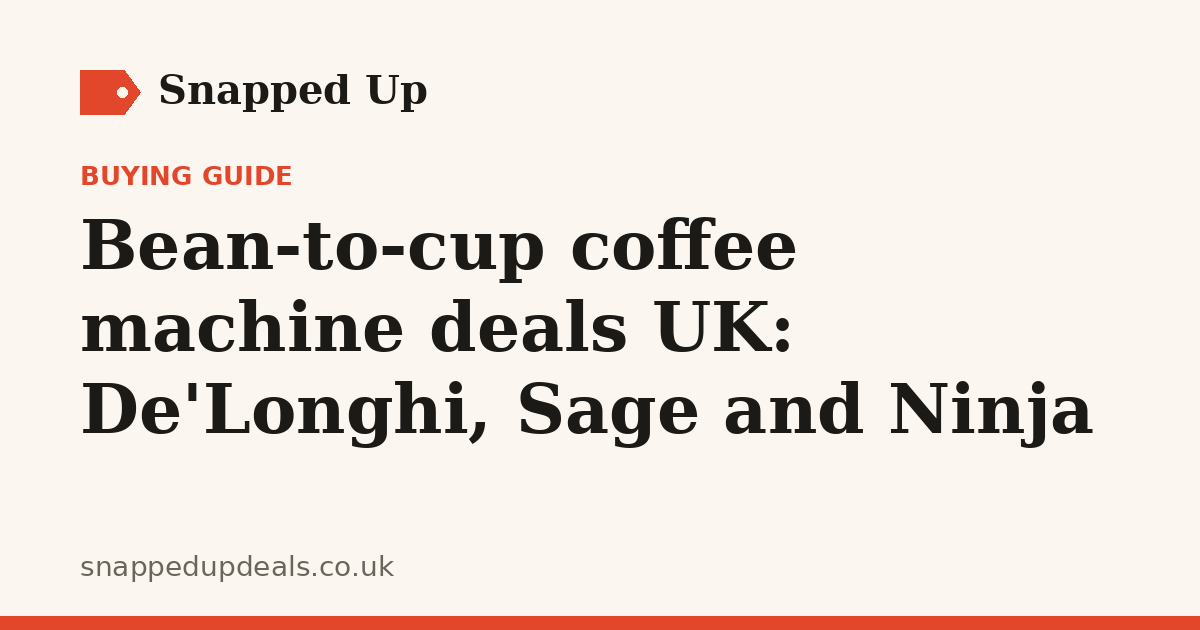 Snapped Up
BUYING GUIDE
Bean-to-cup coffee
machine deals UK:
De'Longhi, Sage and Ninja
snappedupdeals.co.uk